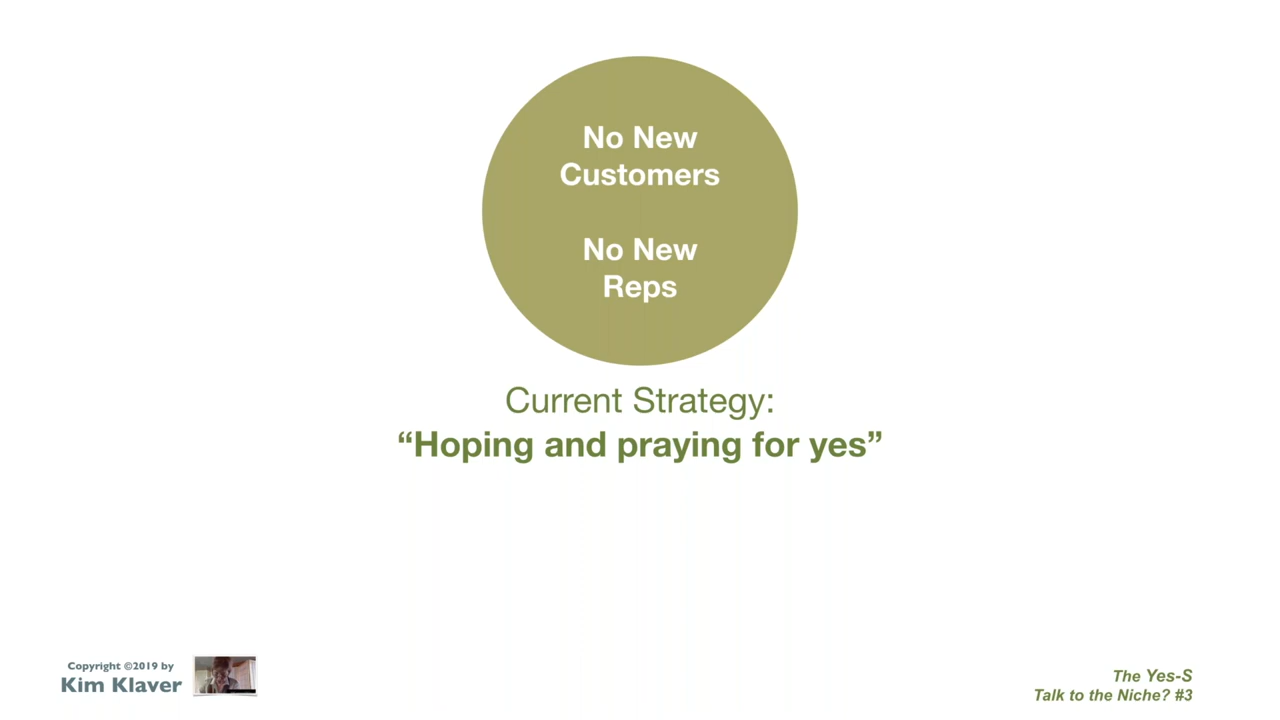 No New
Customers
No New
Reps
Current Strategy:
“Hoping and praying for yes”
Copyright ©2019 by
Kim Klaver
The Yes-S
Talk to the Niche? #3